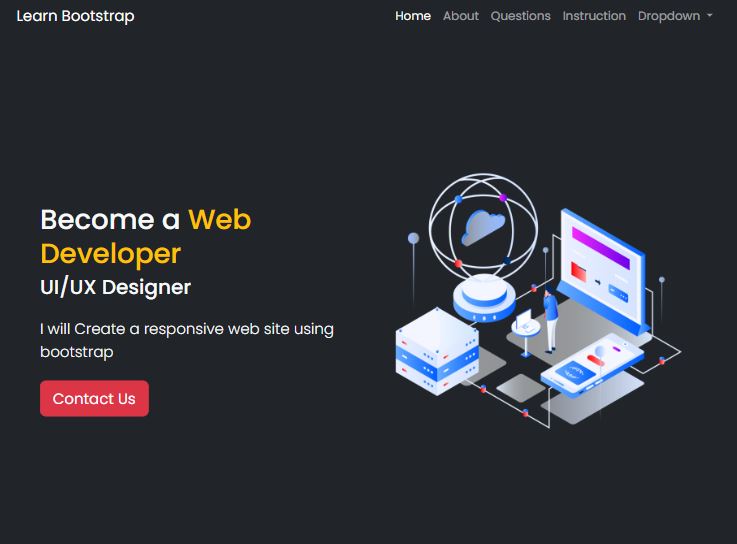 Learn Bootstrap
Home About Questions Instruction Dropdown
Become a Web
Developer
UI/UX Designer
I will Create a responsive web site using
bootstrap
Contact Us